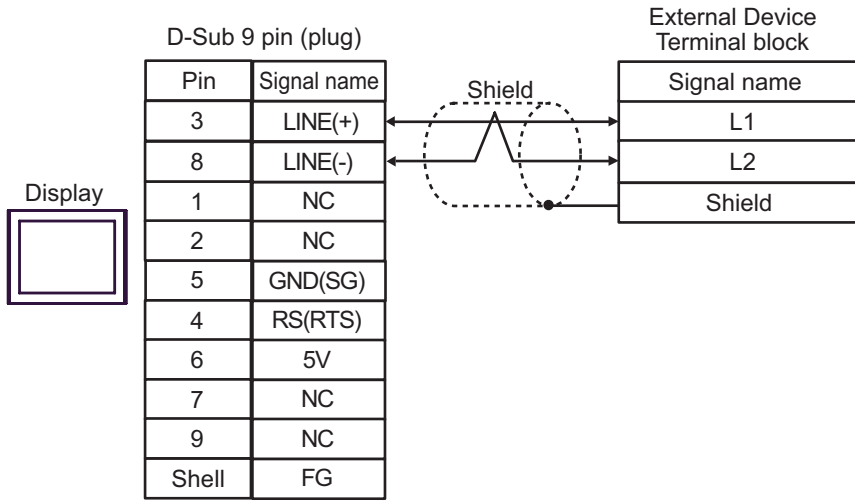 D-Sub 9 pin (plug)
External Device
Terminal block
Pin Signal name
Shield
Signal name
3 LINE(+)
L1
8 LINE(-)
L2
Display
1 NC
Shield
2 NC
5 GND(SG)
4 RS(RTS)
6 5V
7 NC
9 NC
Shell FG